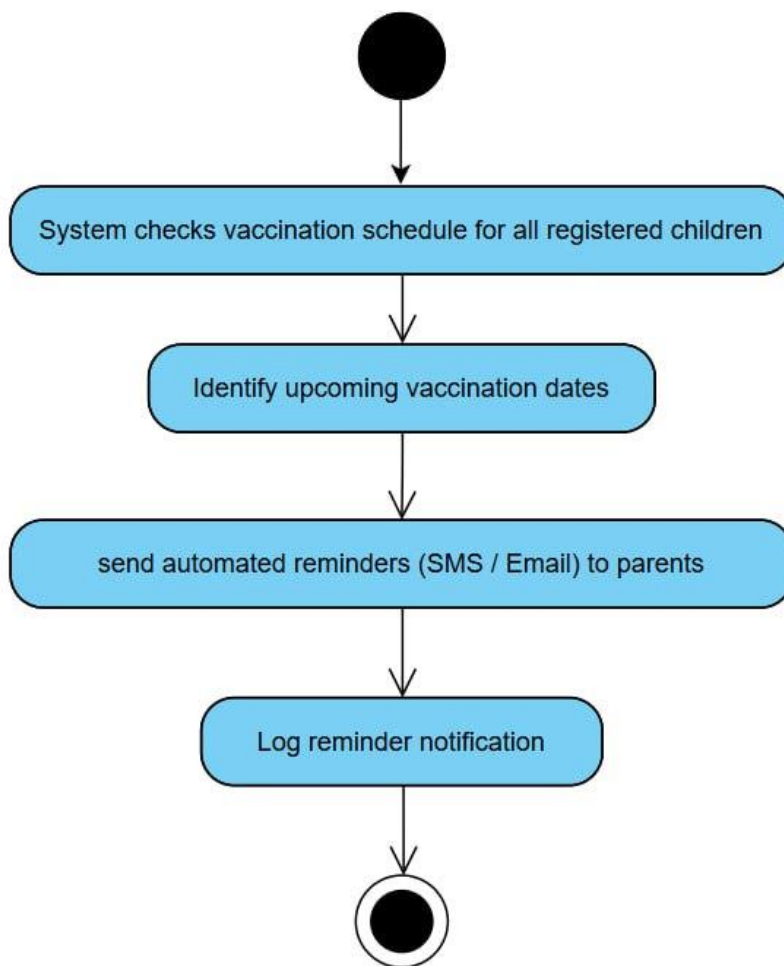 System checks vaccination schedule for all registered children
Identify upcoming vaccination dates
send automated reminders (SMS / Email) to parents
Log reminder notification